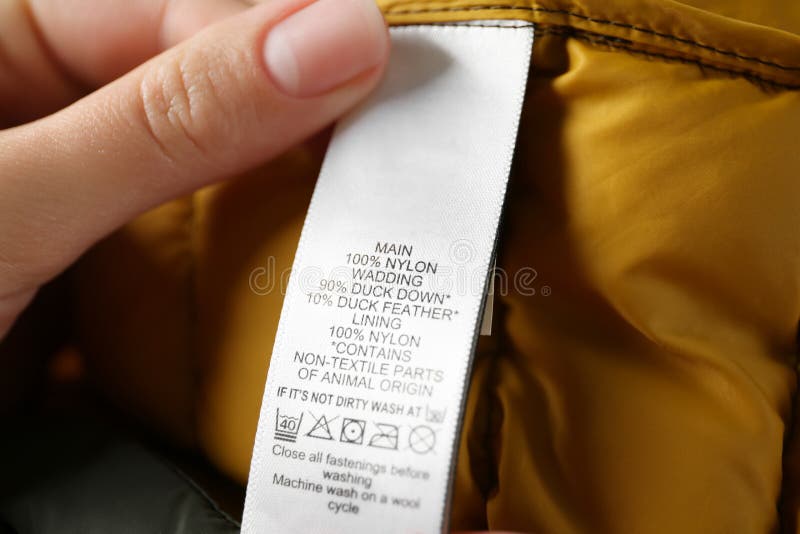 MAIN
100% NYLON
WADDING
90% DUCK DOWN*
10% DUCK FEATHER*
LINING
100% NYLON
*CONTAINS
NON-TEXTILE PARTS
OF ANIMAL ORIGIN
IF IT'S NOT DIRTY WASH AT
40
Close all fastenings before
washing
Machine wash on a wool
cycle
dreamstime